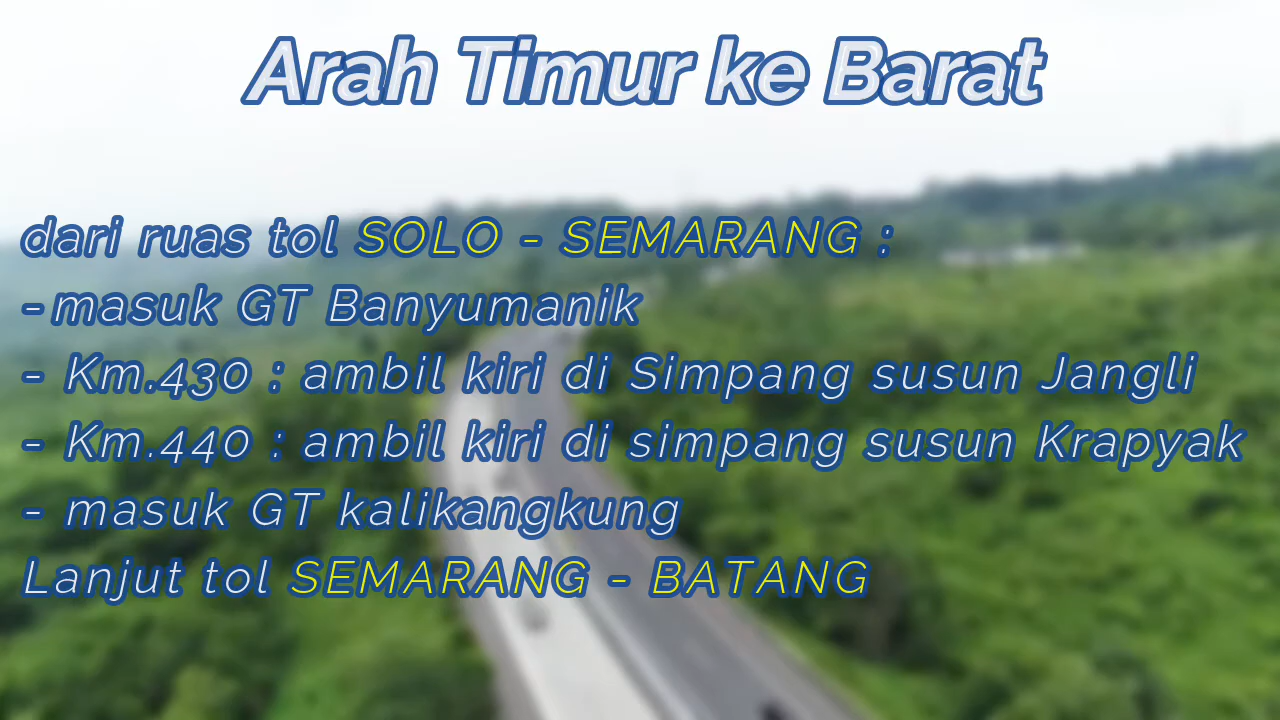 Arah Timur ke Barat
dari ruas tol SOLO - SEMARANG :
- masuk GT Banyumanik
- Km.430 : ambil kiri di Simpang susun Jangli
- Km.440 : ambil kiri di simpang susun Krapyak
- masuk GT kalikangkung
Lanjut tol SEMARANG - BATANG